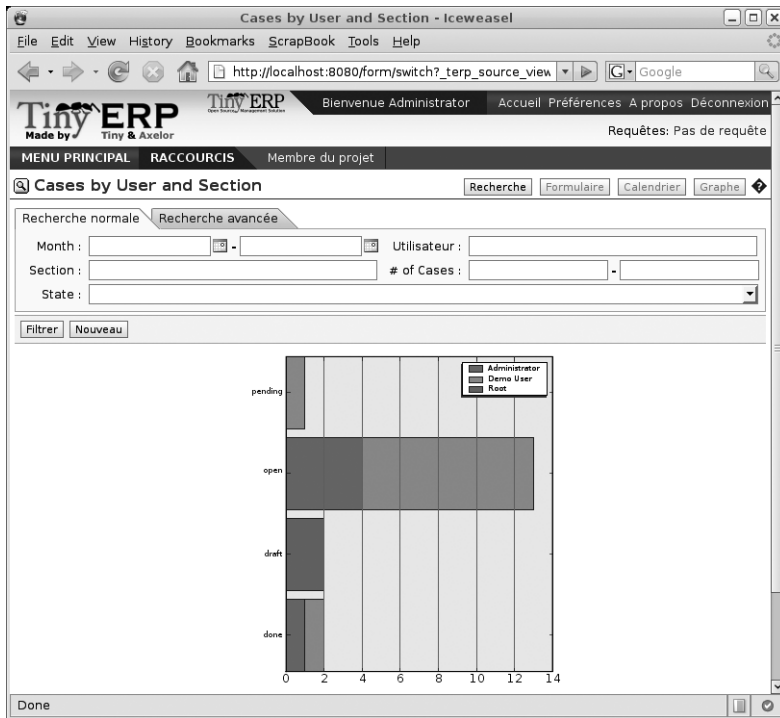 Cases by User and Section - Iceweasel
File Edit View History Bookmarks ScrapBook Tools Help
http://localhost:8080/form/switch?_terp_source_view
G Google
Tiny ERP
Made by Tiny & Axelor
Tiny ERP
Open Source Management Solution
Bienvenue Administrator
Accueil Préférences A propos Déconnexion
Requêtes: Pas de requête
MENU PRINCIPAL RACCOURCIS Membre du projet
Cases by User and Section
Recherche Formulaire Calendrier Graphe
Recherche normale Recherche avancée
Month : - Utilisateur :
Section : # of Cases : -
State :
Filtrer Nouveau
Administrator
Demo User
Root
pending
open
draft
done
0 2 4 6 8 10 12 14
Done